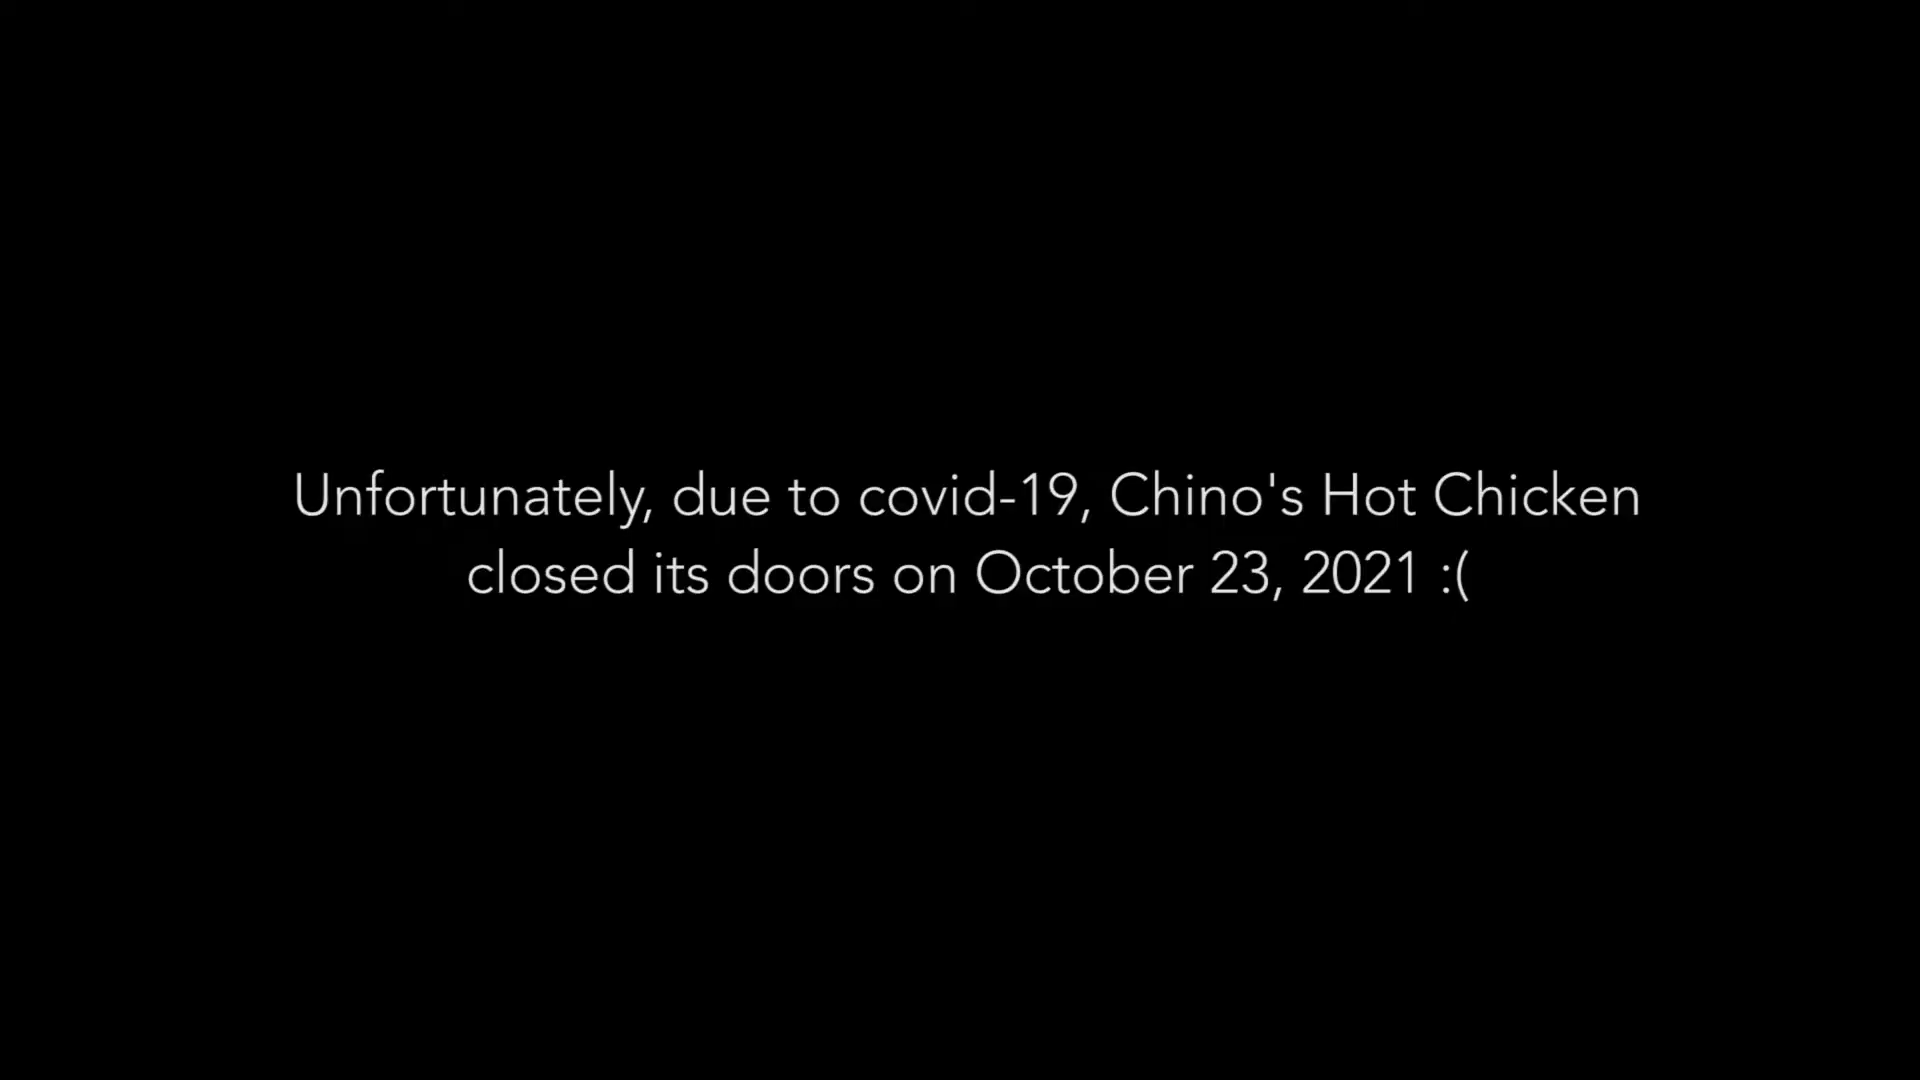 Unfortunately, due to covid-19, Chino's Hot Chicken
closed its doors on October 23, 2021 :(